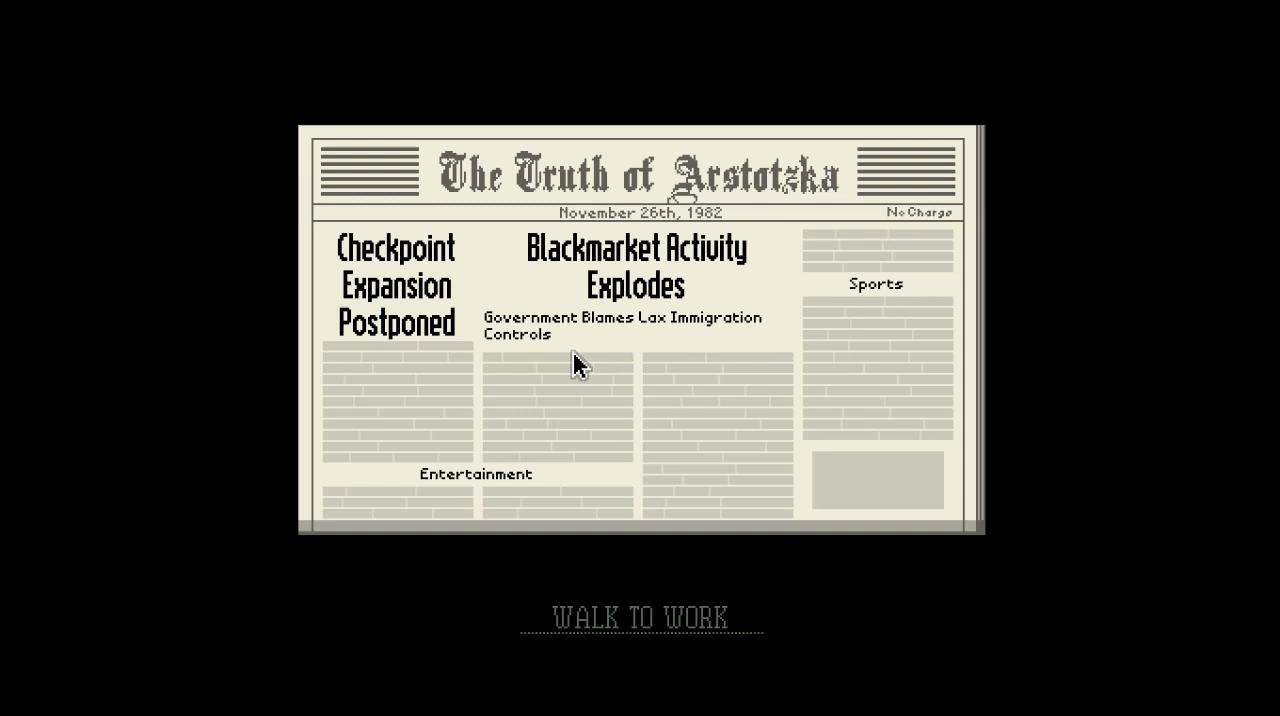 The Truth of Arstotzka
November 26th, 1982
No Charge
Checkpoint
Expansion
Postponed
Blackmarket Activity
Explodes
Government Blames Lax Immigration
Controls
Sports
Entertainment
WALK TO WORK